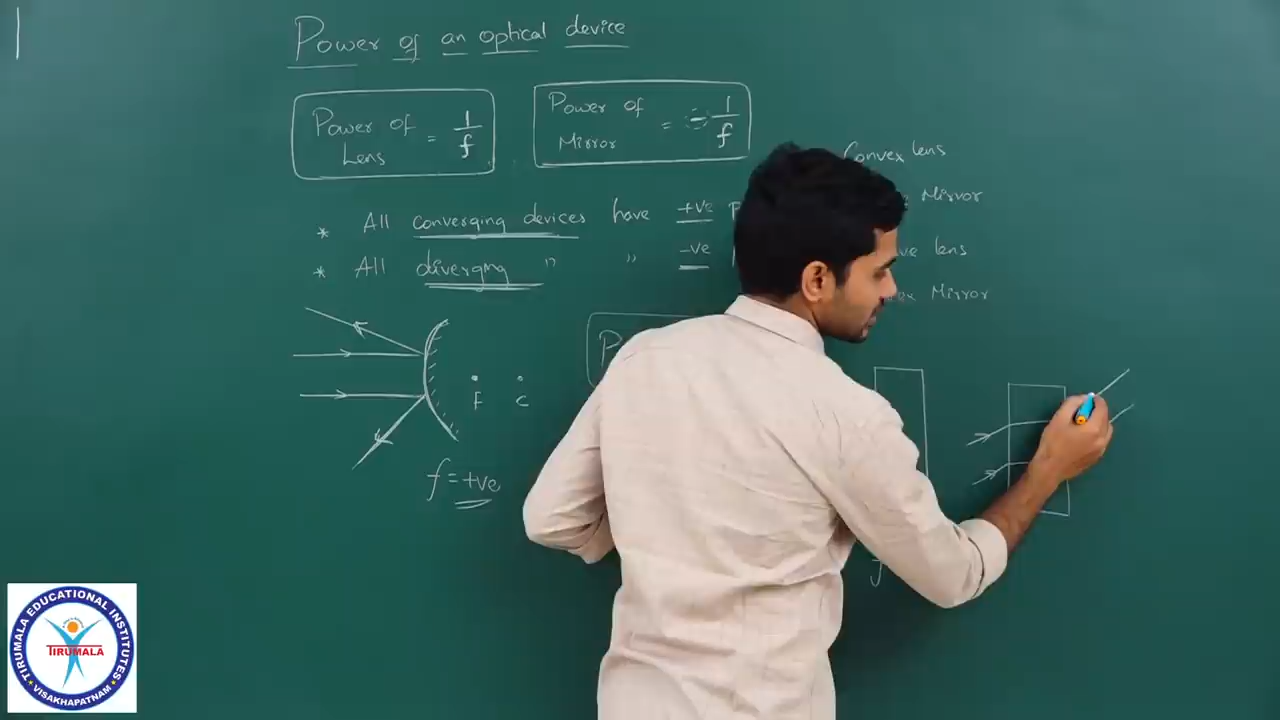 Power of an optical device
Power of Lens = 1/f
Power of Mirror = - 1/f
Convex lens
Mirror
* All converging devices have +ve P
lens
* All diverging " " -ve
Mirror
P
F C
f = +ve
TIRUMALA EDUCATIONAL INSTITUTES
TIRUMALA
VISAKHAPATNAM